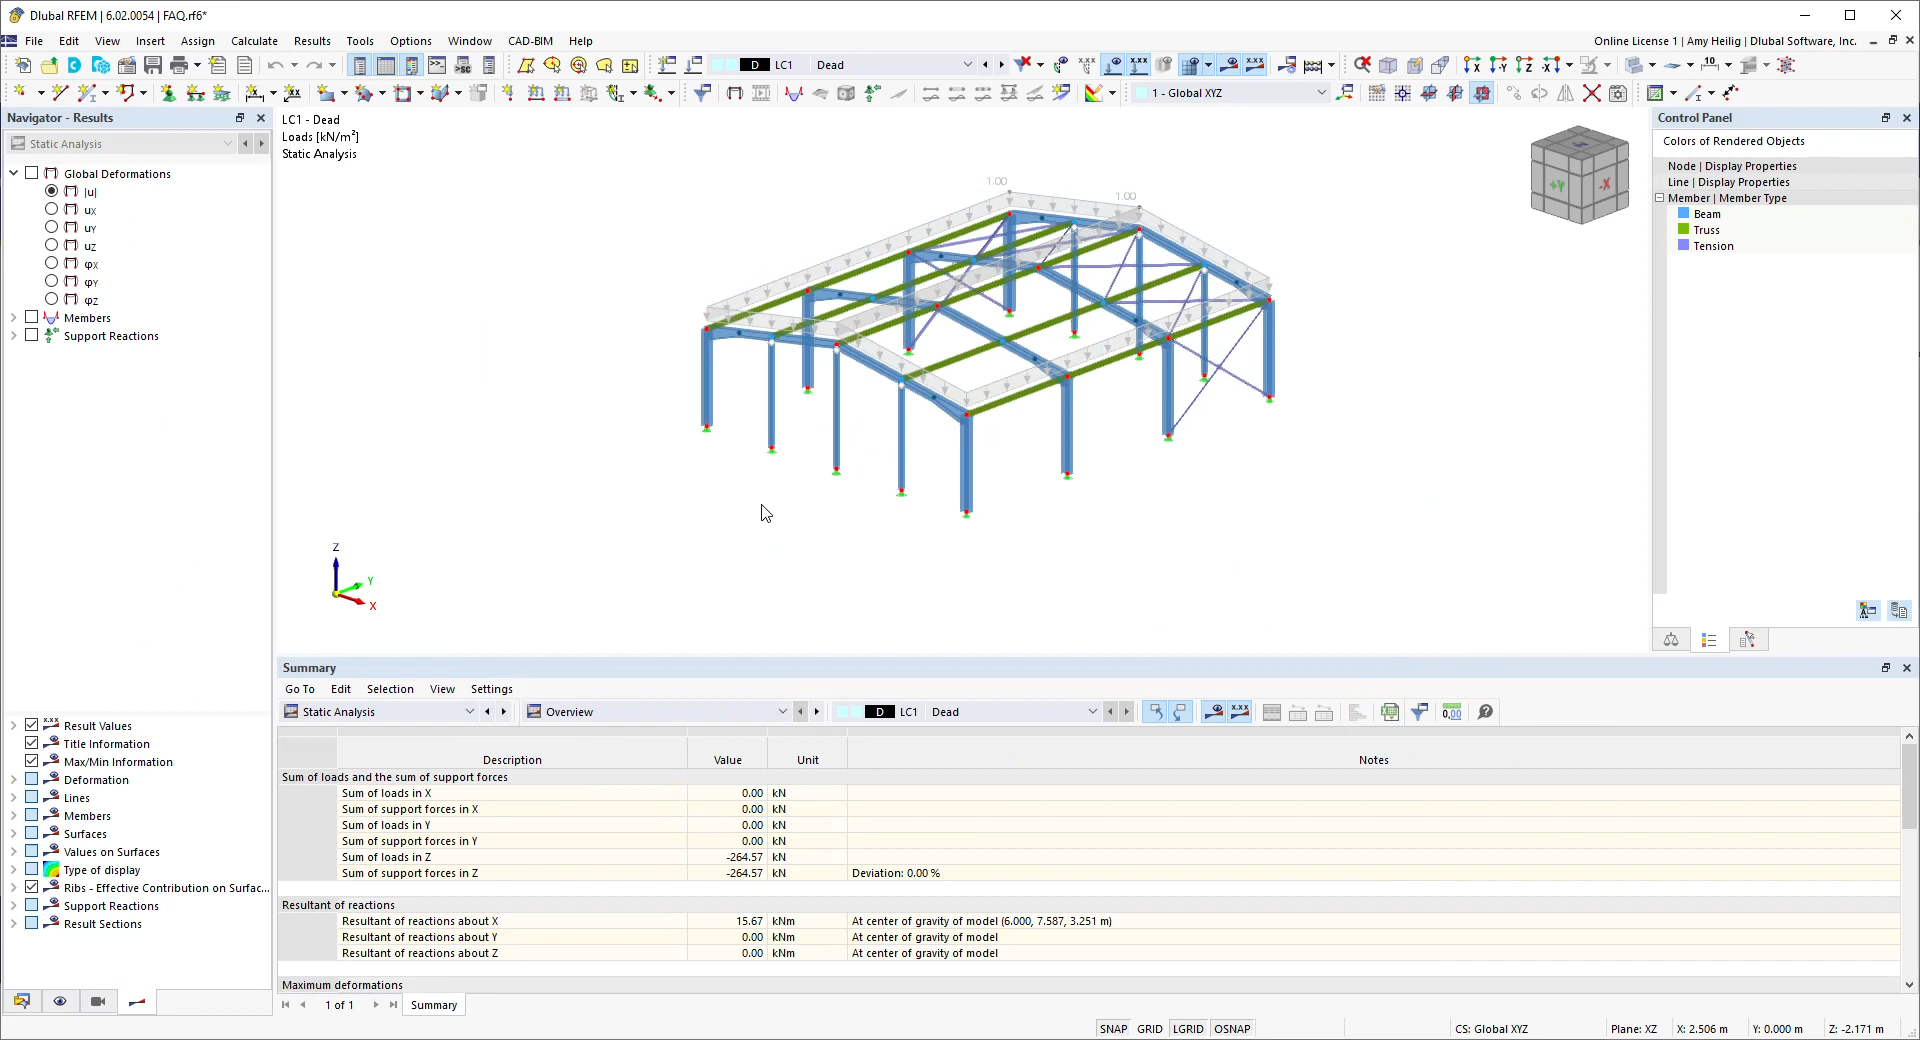 Dlubal RFEM | 6.02.0054 | FAQ.rf6*
File Edit View Insert Assign Calculate Results Tools Options Window CAD-BIM Help
Online License 1 | Amy Heilig | Dlubal Software, Inc.
D LC1 Dead
1 - Global XYZ
Navigator - Results
Static Analysis
Global Deformations
|u|
uX
uY
uZ
φX
φY
φZ
Members
Support Reactions
Result Values
Title Information
Max/Min Information
Deformation
Lines
Members
Surfaces
Values on Surfaces
Type of display
Ribs - Effective Contribution on Surfac...
Support Reactions
Result Sections
LC1 - Dead
Loads [kN/m²]
Static Analysis
1.00
1.00
+Y
-X
Z
Y
X
Control Panel
Colors of Rendered Objects
Node | Display Properties
Line | Display Properties
Member | Member Type
Beam
Truss
Tension
Summary
Go To Edit Selection View Settings
Static Analysis
Overview
D LC1 Dead
Description Value Unit Notes
Sum of loads and the sum of support forces
Sum of loads in X 0.00 kN
Sum of support forces in X 0.00 kN
Sum of loads in Y 0.00 kN
Sum of support forces in Y 0.00 kN
Sum of loads in Z -264.57 kN
Sum of support forces in Z -264.57 kN Deviation: 0.00 %
Resultant of reactions
Resultant of reactions about X 15.67 kNm At center of gravity of model (6.000, 7.587, 3.251 m)
Resultant of reactions about Y 0.00 kNm At center of gravity of model
Resultant of reactions about Z 0.00 kNm At center of gravity of model
Maximum deformations
1 of 1 Summary
SNAP GRID LGRID OSNAP
CS: Global XYZ
Plane: XZ
X: 2.506 m Y: 0.000 m Z: -2.171 m